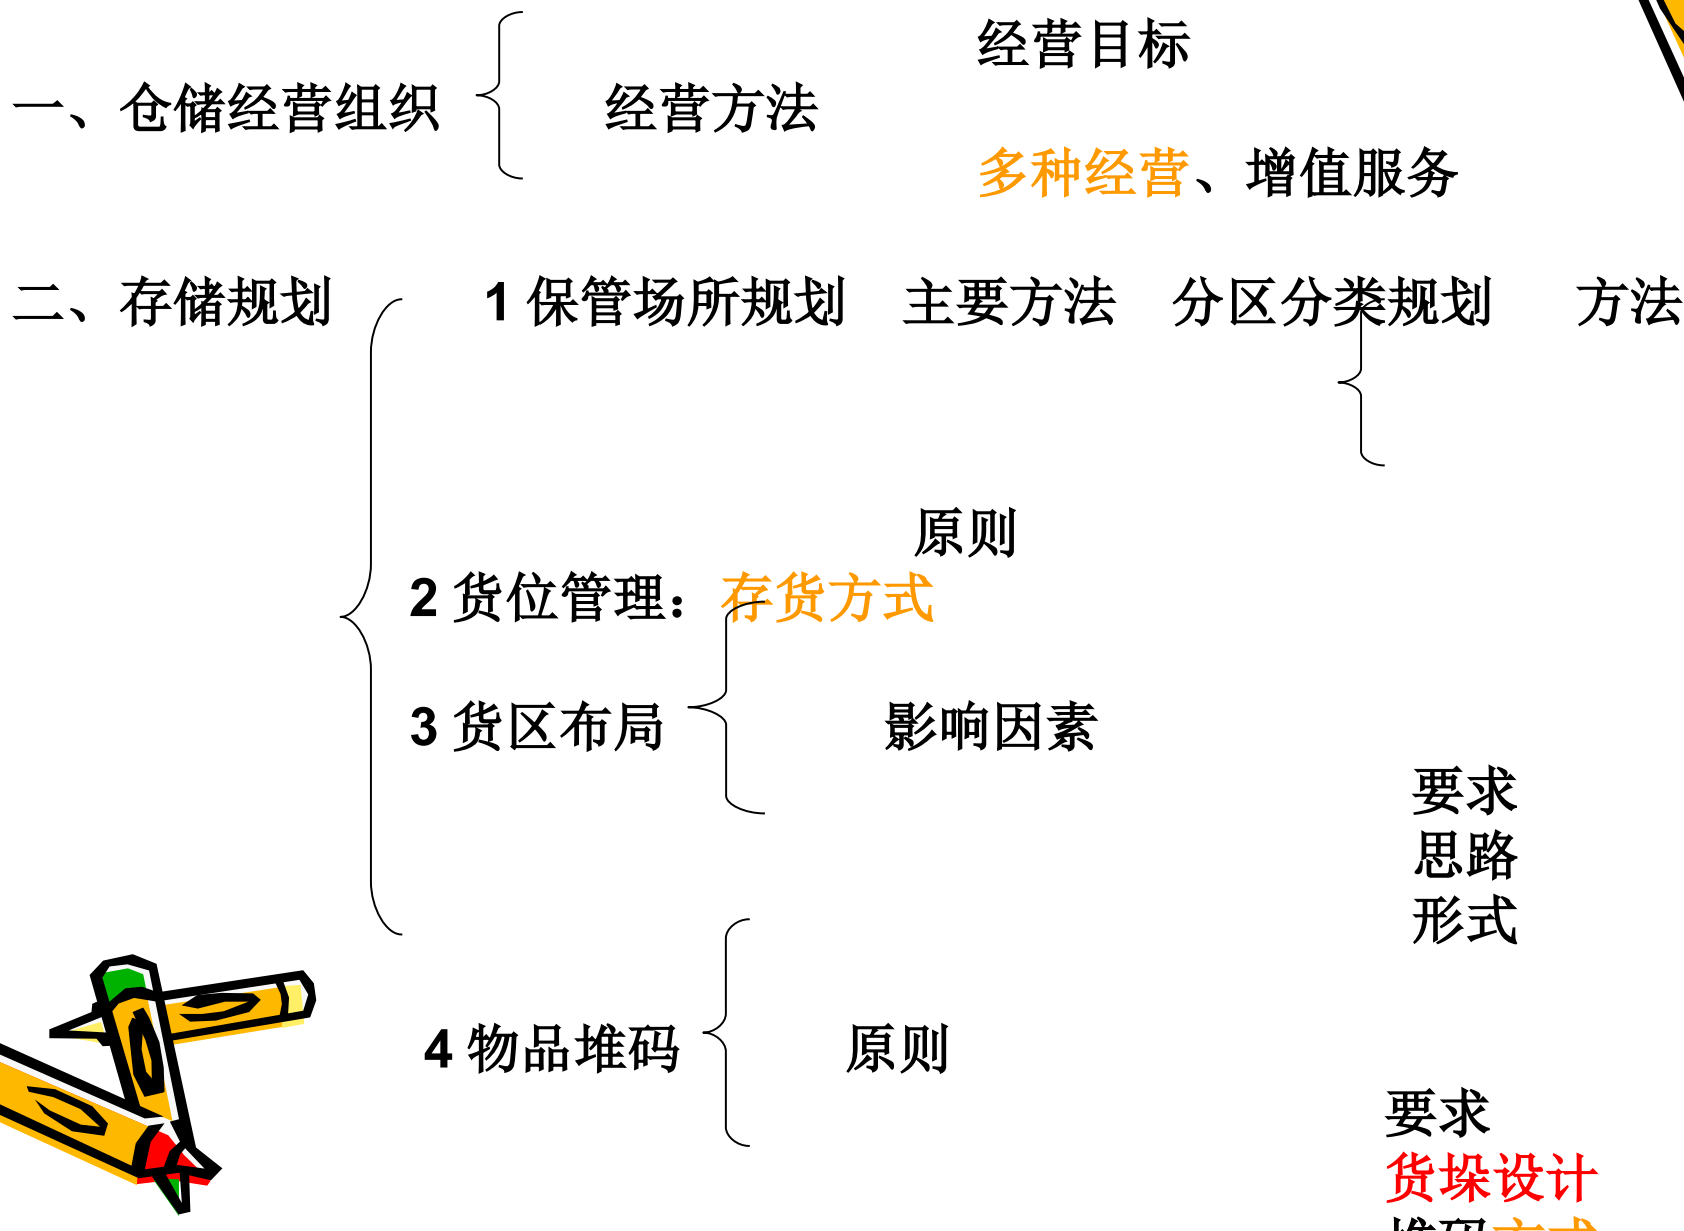 经营目标
一、仓储经营组织 经营方法
多种经营、增值服务
二、存储规划 1 保管场所规划 主要方法 分区分类规划 方法
原则
2 货位管理：存货方式
3 货区布局 影响因素
要求
思路
形式
4 物品堆码 原则
要求
货垛设计
堆码方式